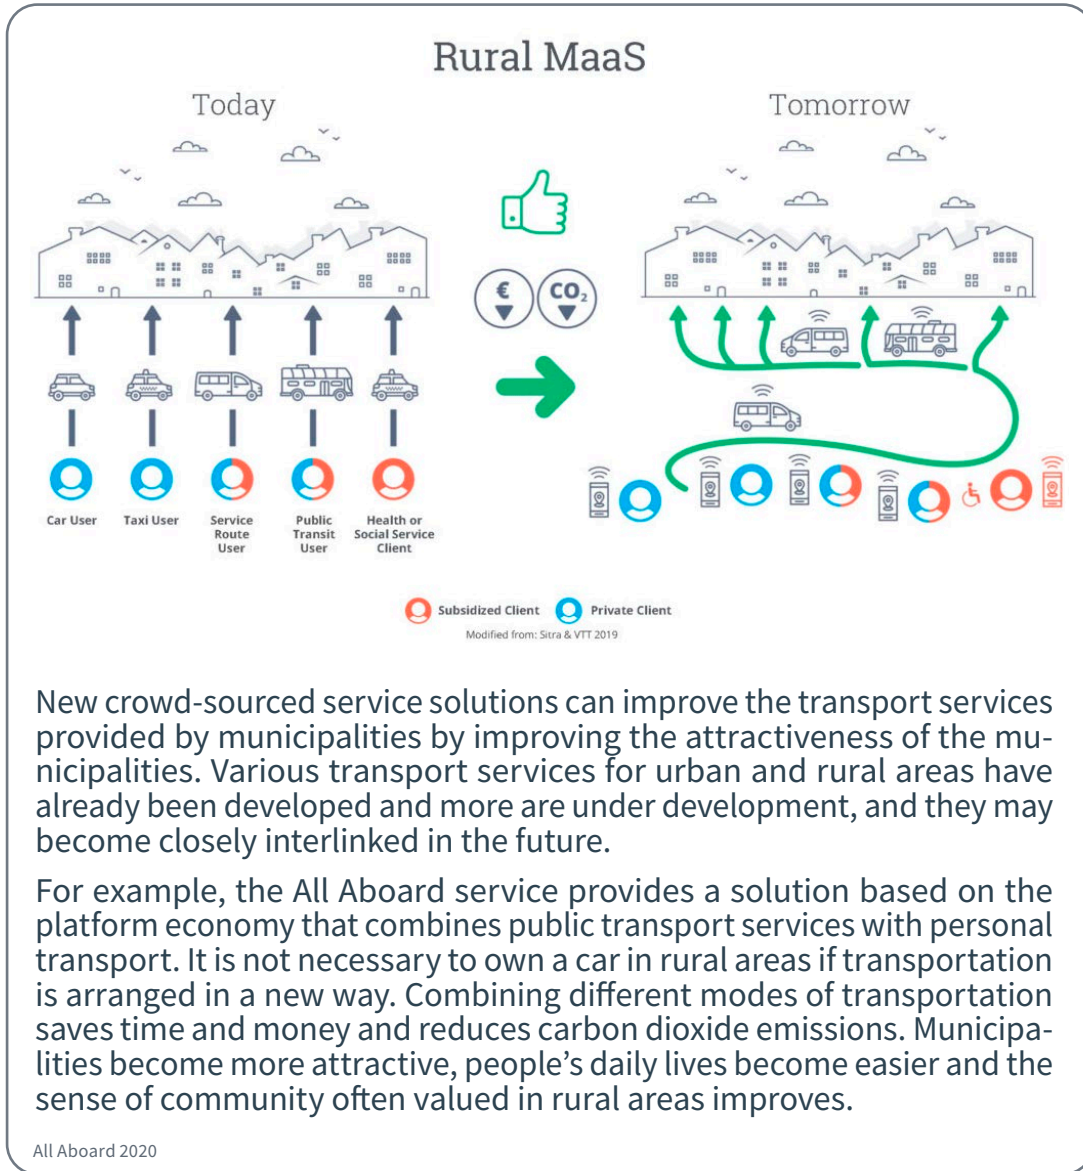 Rural MaaS
Today
Tomorrow
€
CO₂
Car User
Taxi User
Service
Route
User
Public
Transit
User
Health or
Social Service
Client
Subsidized Client
Private Client
Modified from: Sitra & VTT 2019
New crowd-sourced service solutions can improve the transport services
provided by municipalities by improving the attractiveness of the mu-
nicipalities. Various transport services for urban and rural areas have
already been developed and more are under development, and they may
become closely interlinked in the future.
For example, the All Aboard service provides a solution based on the
platform economy that combines public transport services with personal
transport. It is not necessary to own a car in rural areas if transportation
is arranged in a new way. Combining different modes of transportation
saves time and money and reduces carbon dioxide emissions. Municipa-
lities become more attractive, people’s daily lives become easier and the
sense of community often valued in rural areas improves.
All Aboard 2020